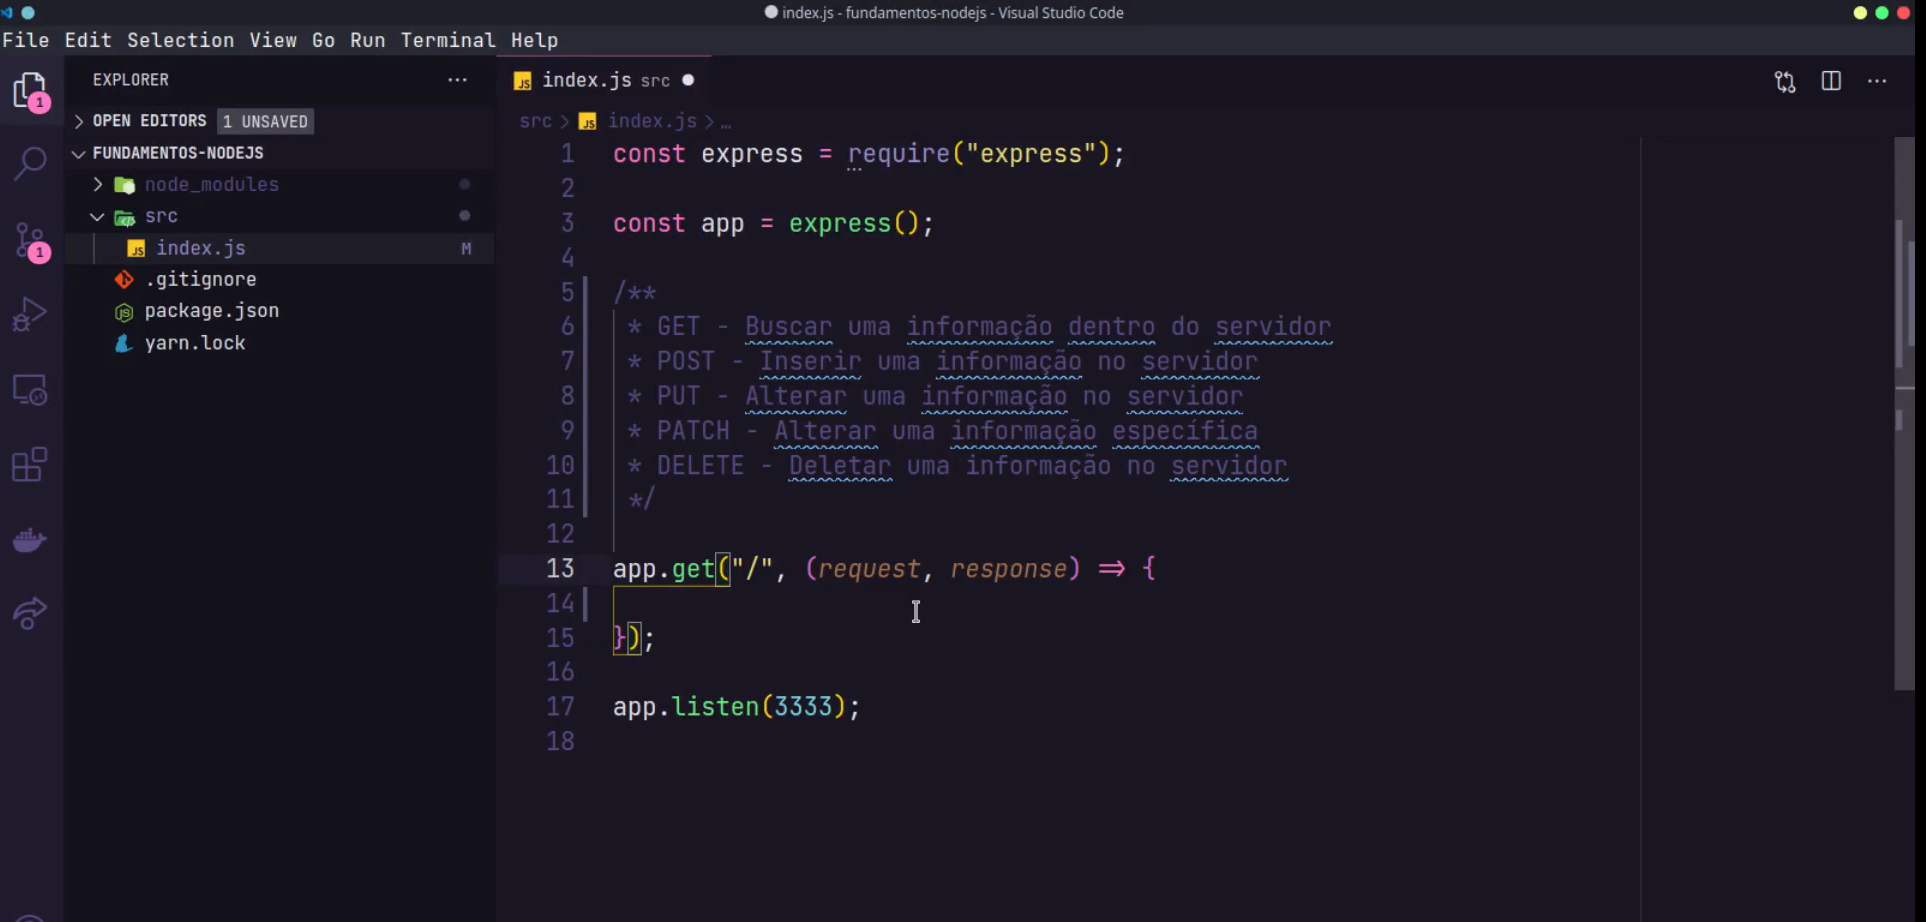 index.js - fundamentos-nodejs - Visual Studio Code
File Edit Selection View Go Run Terminal Help
EXPLORER
OPEN EDITORS 1 UNSAVED
FUNDAMENTOS-NODEJS
node_modules
src
index.js M
.gitignore
package.json
yarn.lock
1
1
index.js src
src > index.js > …
1 const express = require("express");
2
3 const app = express();
4
5 /**
6 * GET - Buscar uma informação dentro do servidor
7 * POST - Inserir uma informação no servidor
8 * PUT - Alterar uma informação no servidor
9 * PATCH - Alterar uma informação específica
10 * DELETE - Deletar uma informação no servidor
11 */
12
13 app.get("/", (request, response) => {
14
15 });
16
17 app.listen(3333);
18